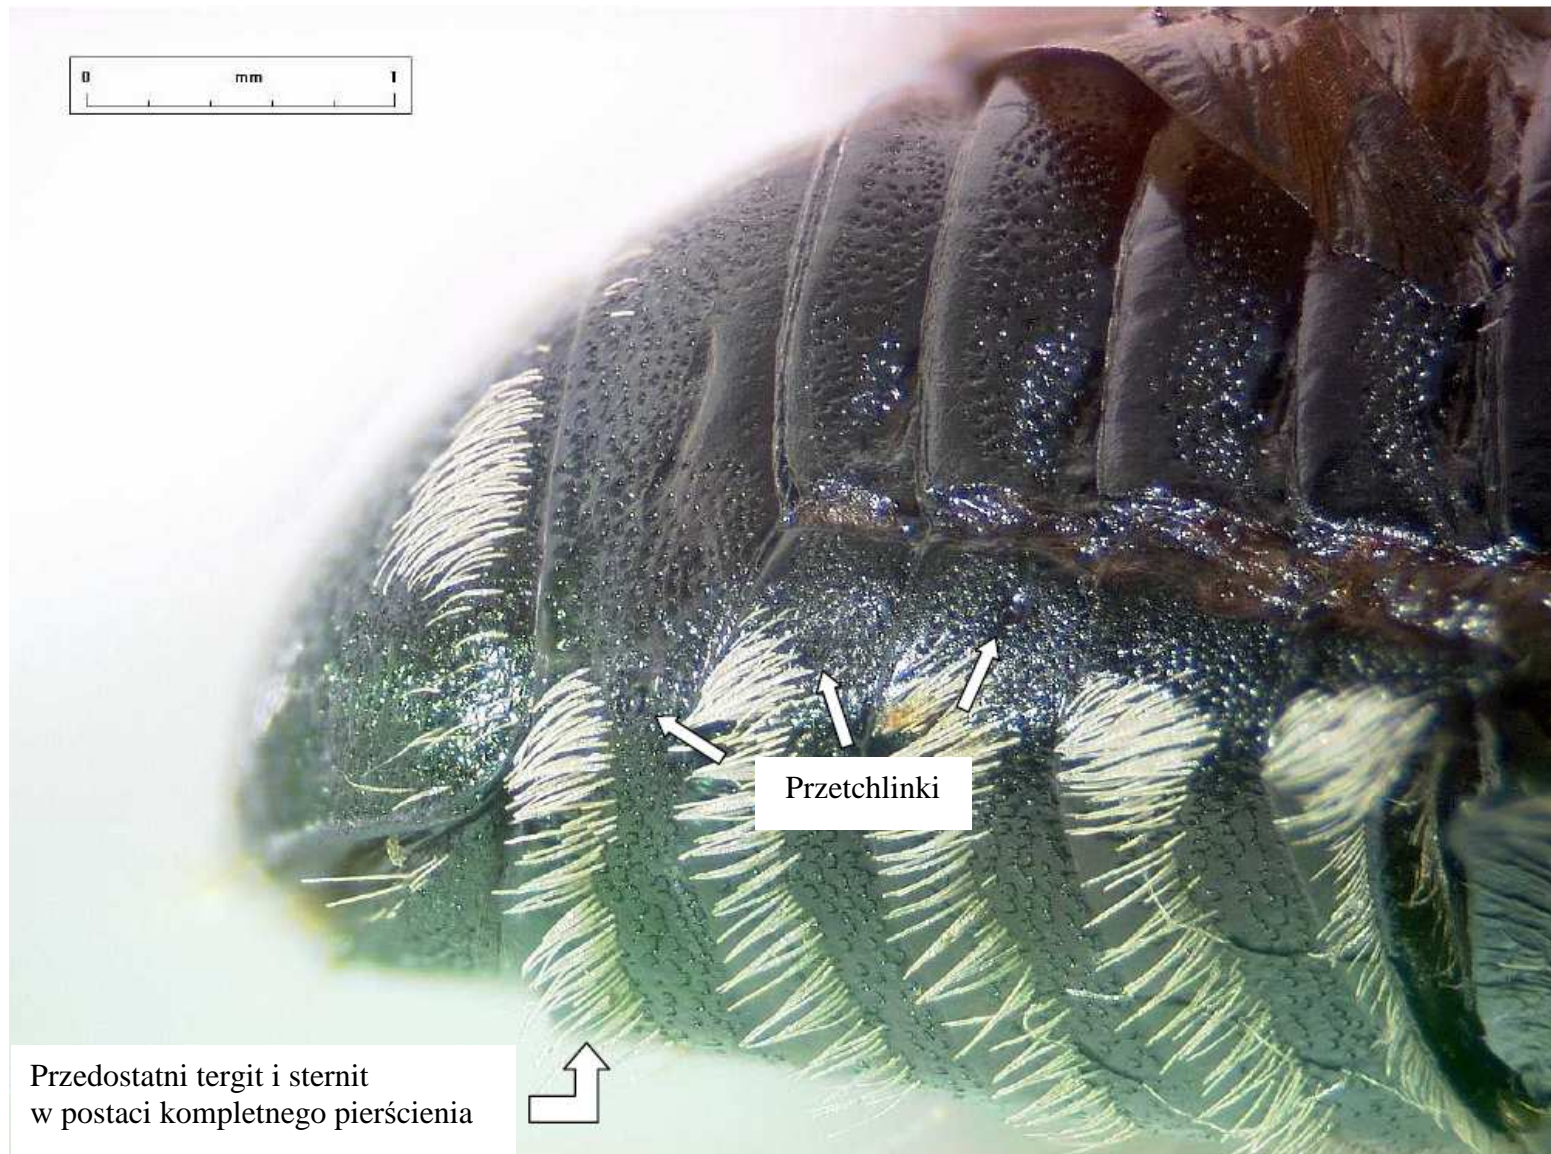 0 mm 1
Przetchlinki
Przedostatni tergit i sternit
w postaci kompletnego pierścienia